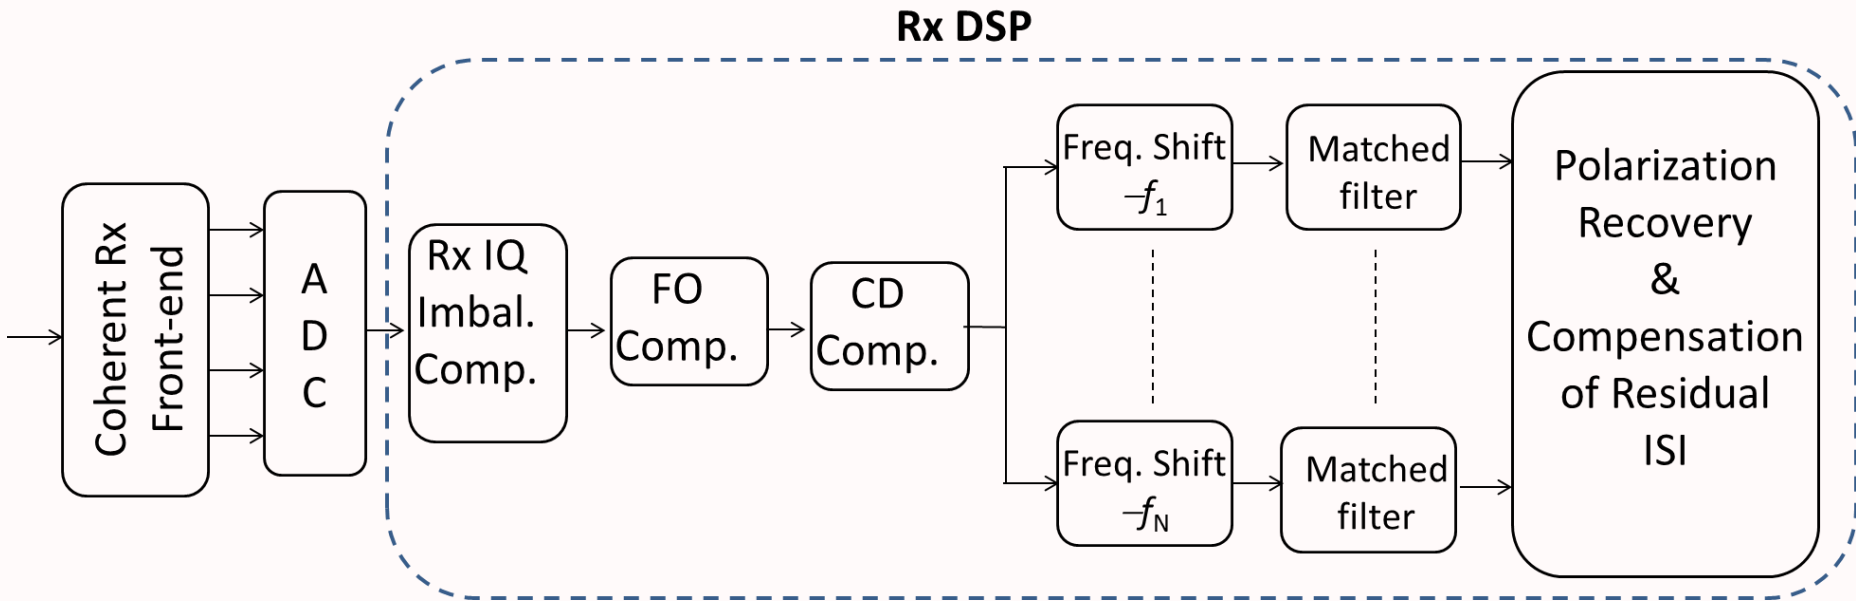 Rx DSP
Coherent Rx
Front-end
A
D
C
Rx IQ
Imbal.
Comp.
FO
Comp.
CD
Comp.
Freq. Shift
–f1
Matched
filter
Freq. Shift
–fN
Matched
filter
Polarization
Recovery
&
Compensation
of Residual
ISI